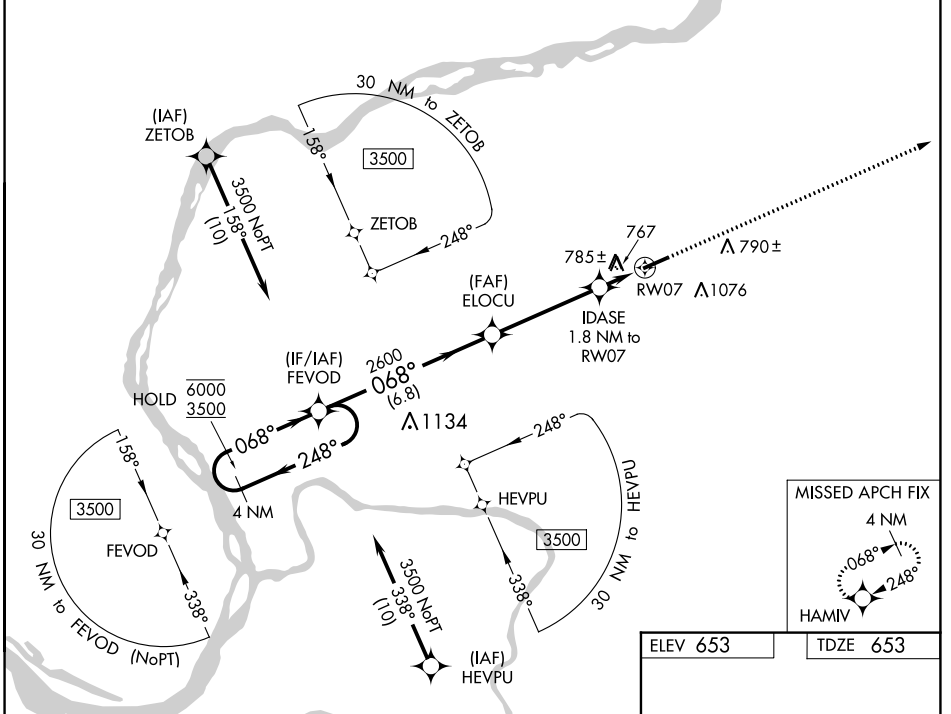 30 NM to ZETOB
(IAF)
ZETOB
158°
3500
3500 NoPT
158°
(10)
ZETOB
248°
767
785±
790±
(FAF)
ELOCU
RW07
1076
IDASE
1.8 NM to
RW07
(IF/IAF)
FEVOD
2600
068°
(6.8)
HOLD
6000
3500
1134
068°
248°
4 NM
248°
158°
3500
FEVOD
338°
30 NM to FEVOD (NoPT)
HEVPU
3500
338°
30 NM to HEVPU
3500 NoPT
338°
(10)
(IAF)
HEVPU
MISSED APCH FIX
4 NM
068°
248°
HAMIV
ELEV 653
TDZE 653